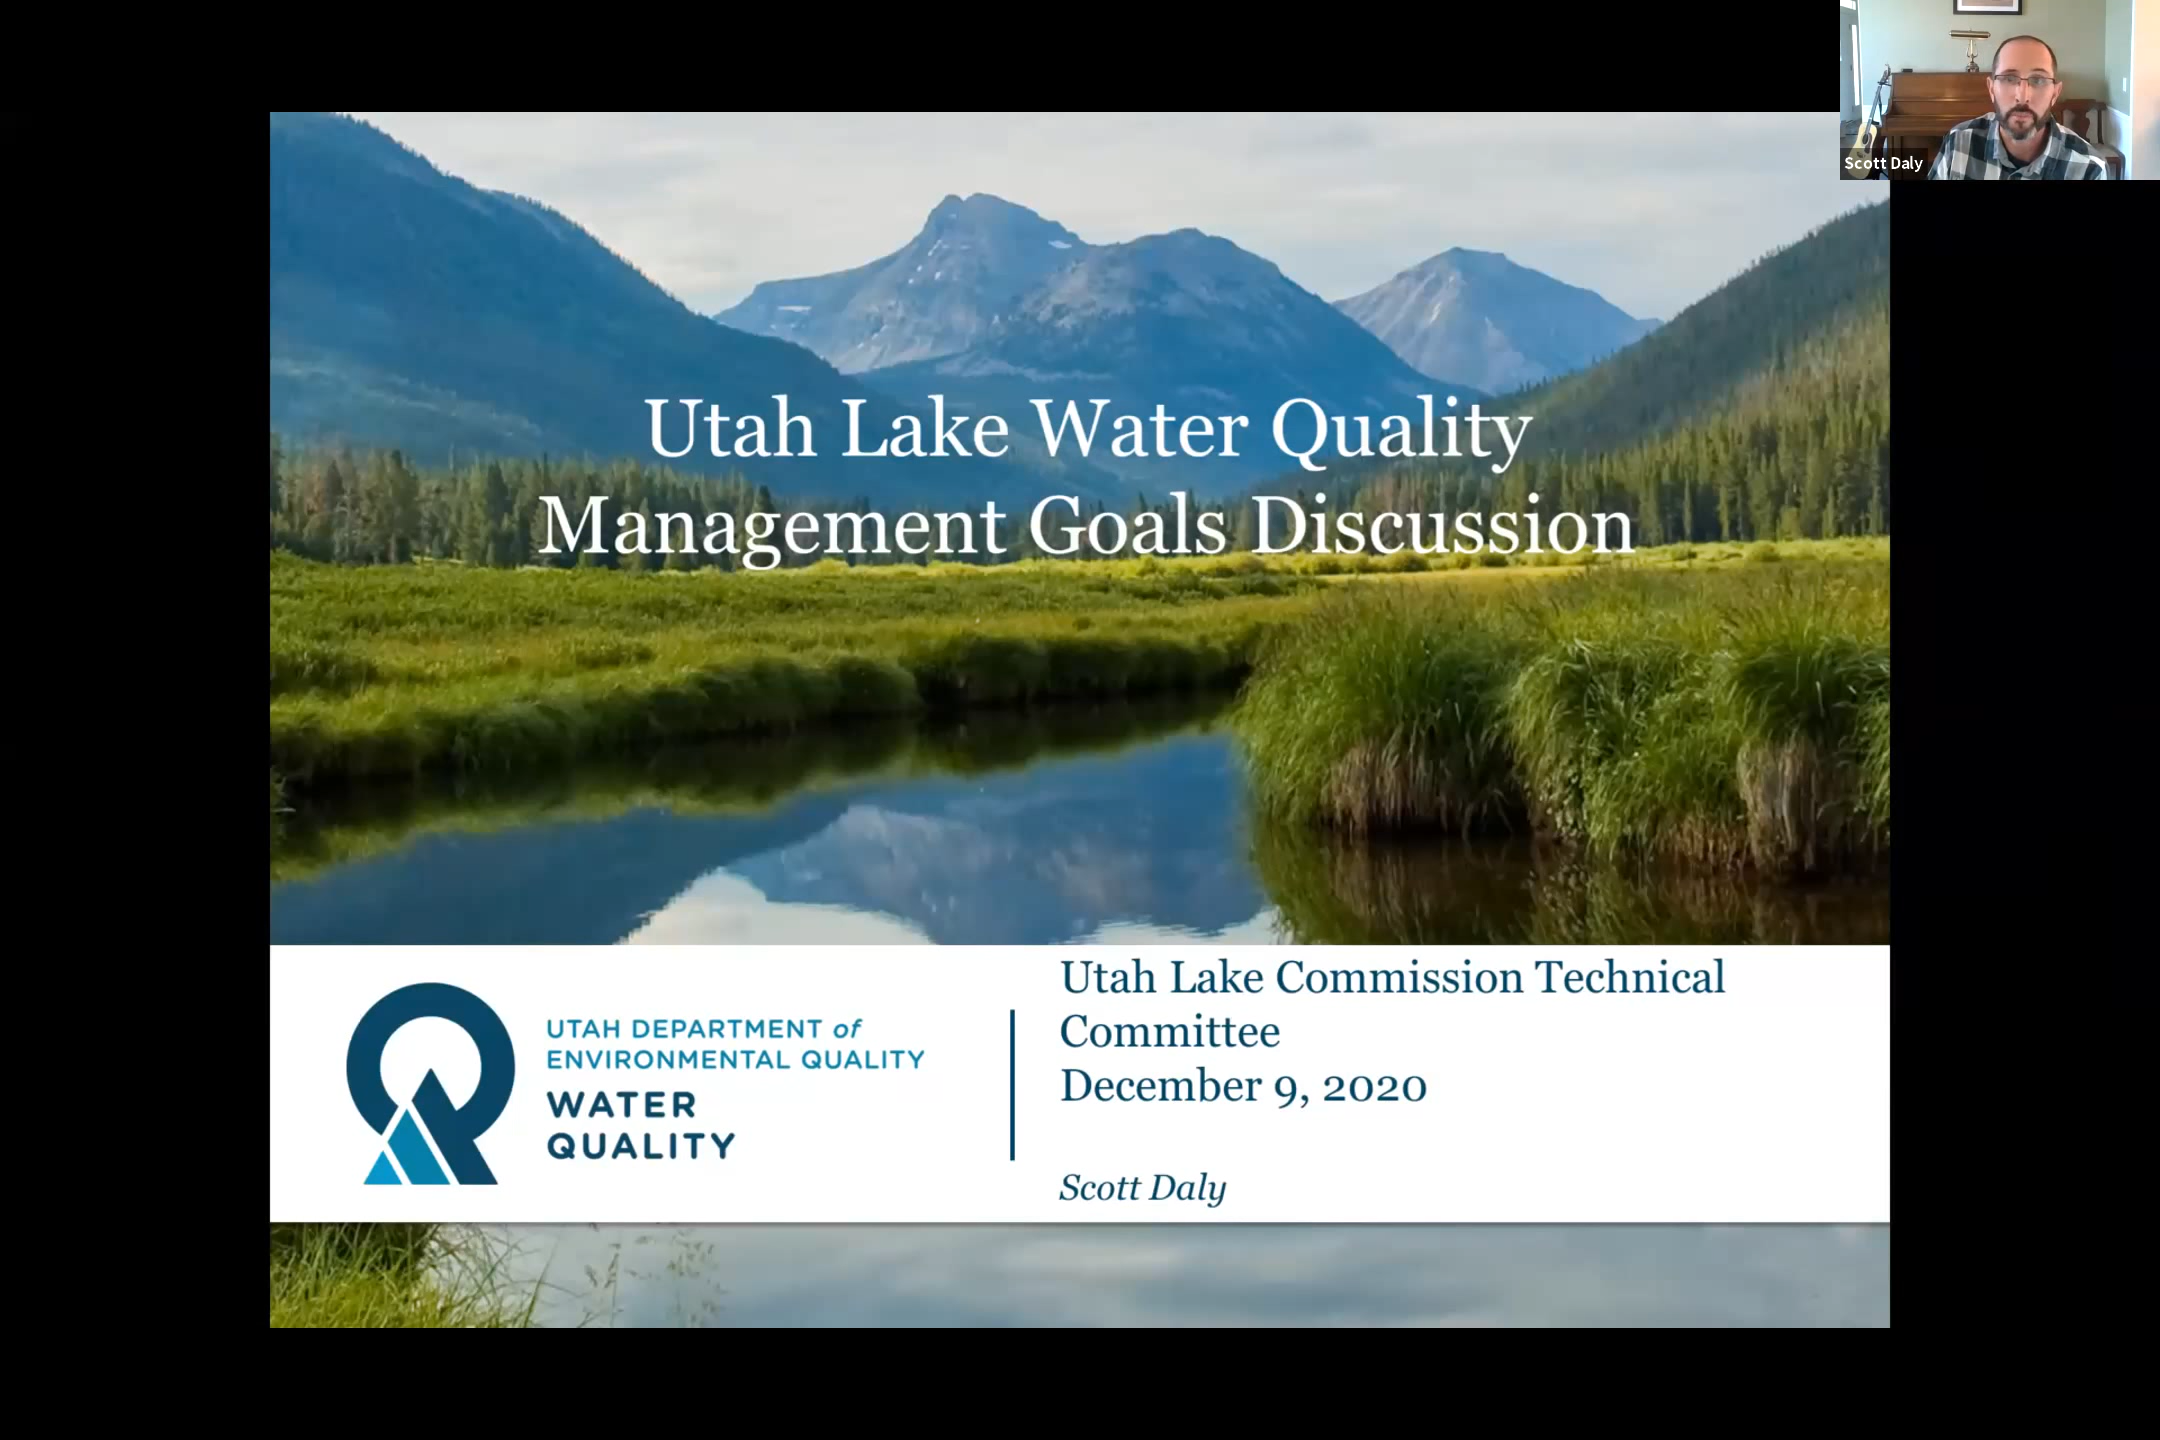 Scott Daly
Utah Lake Water Quality
Management Goals Discussion
UTAH DEPARTMENT of
ENVIRONMENTAL QUALITY
WATER
QUALITY
Utah Lake Commission Technical
Committee
December 9, 2020
Scott Daly